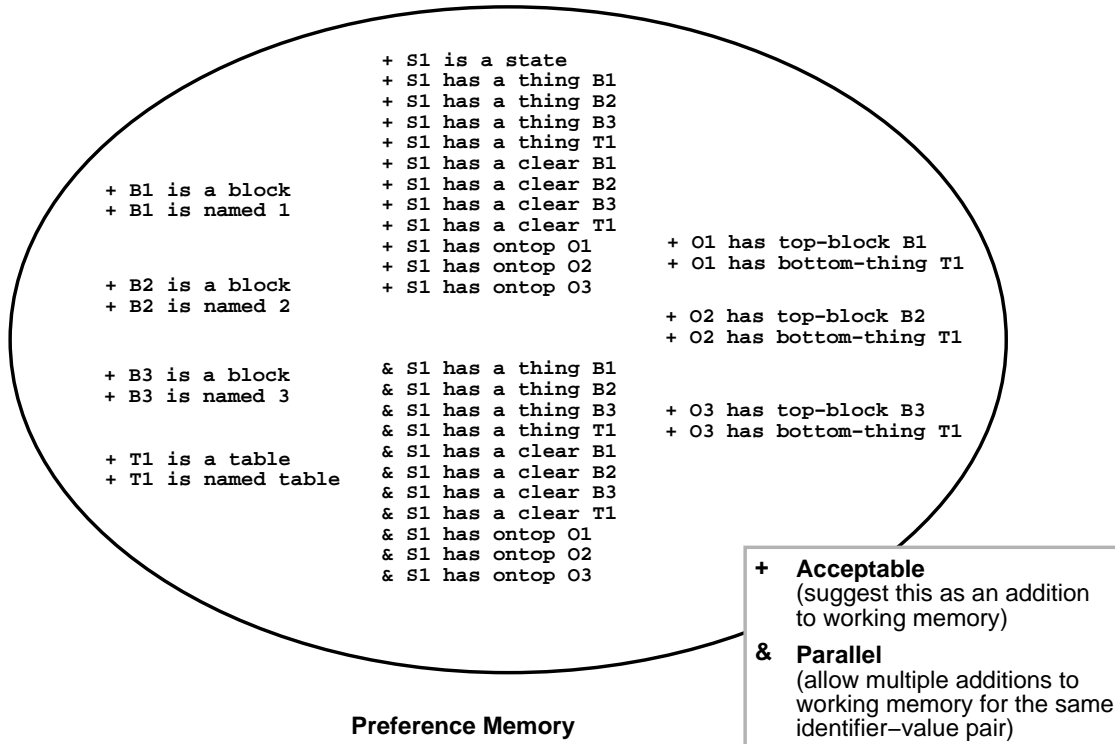 + S1 is a state
+ S1 has a thing B1
+ S1 has a thing B2
+ S1 has a thing B3
+ S1 has a thing T1
+ S1 has a clear B1
+ S1 has a clear B2
+ S1 has a clear B3
+ S1 has a clear T1
+ S1 has ontop O1
+ S1 has ontop O2
+ S1 has ontop O3
+ B1 is a block
+ B1 is named 1
+ B2 is a block
+ B2 is named 2
+ B3 is a block
+ B3 is named 3
+ T1 is a table
+ T1 is named table
& S1 has a thing B1
& S1 has a thing B2
& S1 has a thing B3
& S1 has a thing T1
& S1 has a clear B1
& S1 has a clear B2
& S1 has a clear B3
& S1 has a clear T1
& S1 has ontop O1
& S1 has ontop O2
& S1 has ontop O3
+ O1 has top−block B1
+ O1 has bottom−thing T1
+ O2 has top−block B2
+ O2 has bottom−thing T1
+ O3 has top−block B3
+ O3 has bottom−thing T1
+ Acceptable
(suggest this as an addition
to working memory)
& Parallel
(allow multiple additions to
working memory for the same
identifier−value pair)
Preference Memory